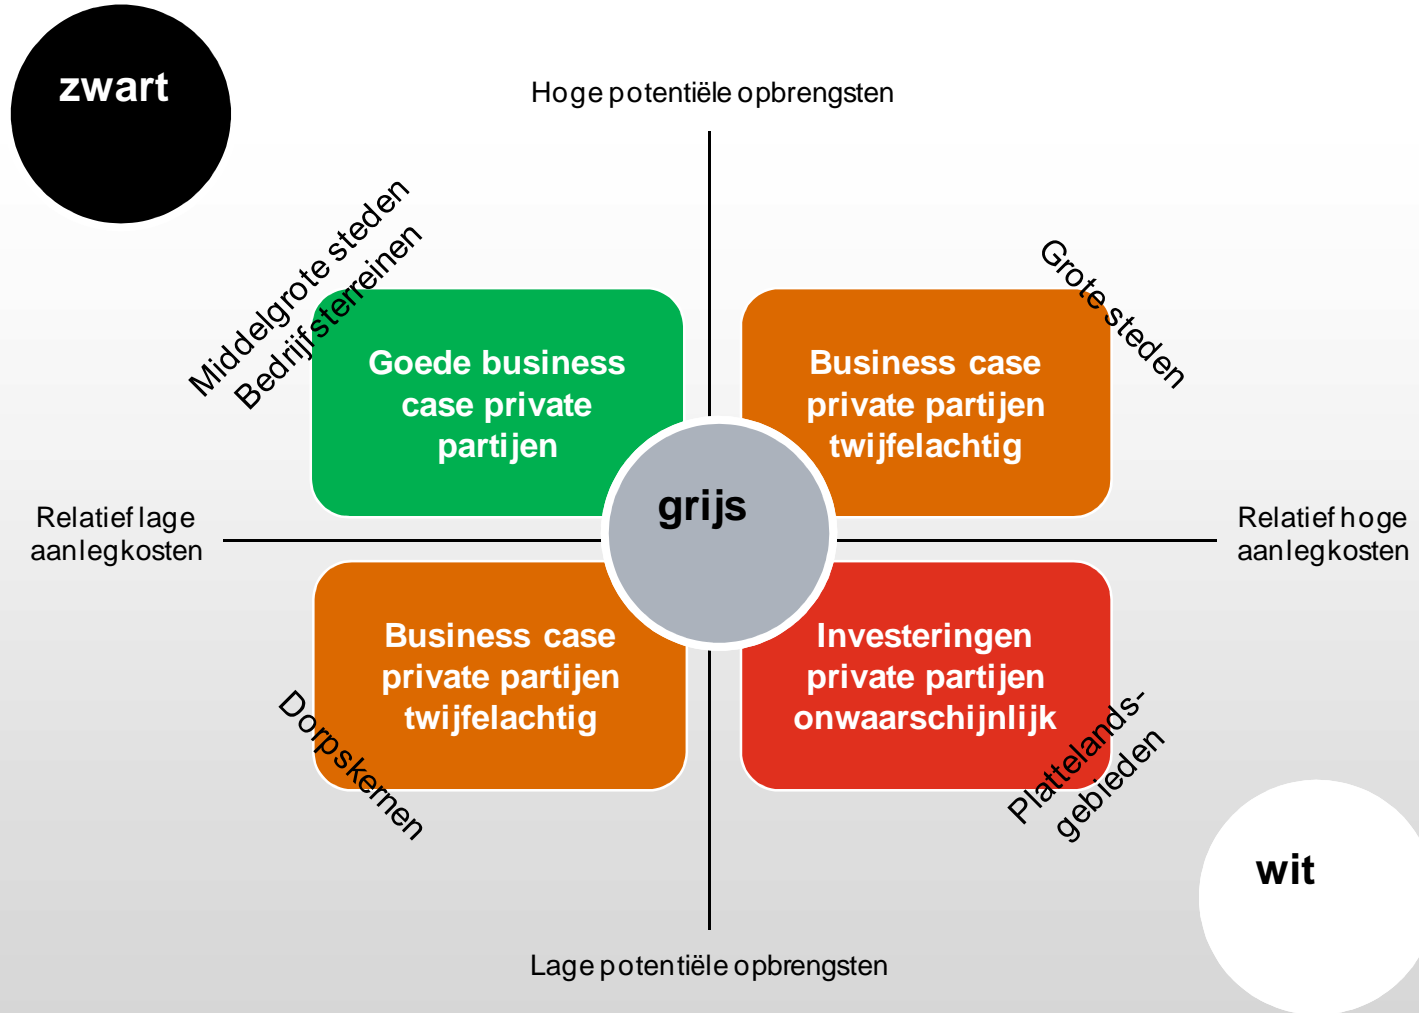 zwart
Hoge potentiële opbrengsten
Middelgrote steden
Bedrijfsterreinen
Grote steden
Goede business
case private
partijen
Business case
private partijen
twijfelachtig
grijs
Relatief lage
aanlegkosten
Relatief hoge
aanlegkosten
Business case
private partijen
twijfelachtig
Investeringen
private partijen
onwaarschijnlijk
Dorpskernen
Plattelands-
gebieden
wit
Lage potentiële opbrengsten